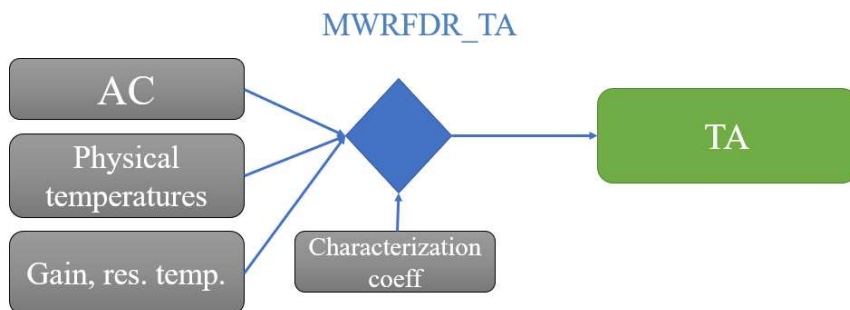 MWRFDR_TA
AC
Physical
temperatures
Gain, res. temp.
Characterization
coeff
TA